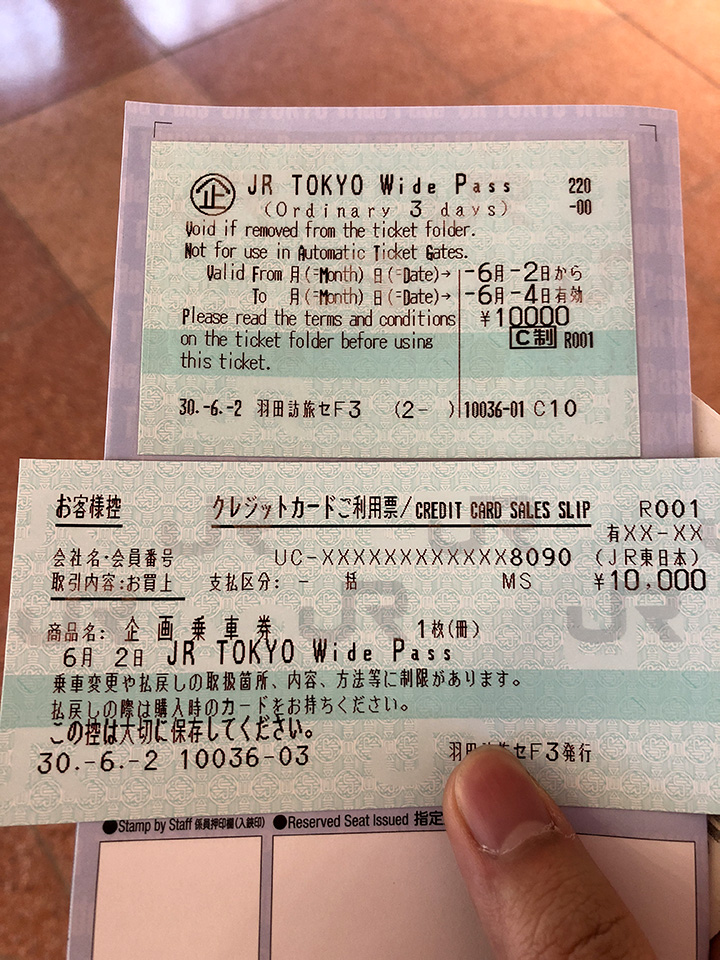 企 JR TOKYO Wide Pass 220
(Ordinary 3 days) -00
Void if removed from the ticket folder.
Not for use in Automatic Ticket Gates.
Valid From 月(=Month) 日(=Date)→ -6月-2日から
To 月(=Month) 日(=Date)→ -6月-4日有効
Please read the terms and conditions ¥10000
on the ticket folder before using C制 R001
this ticket.
30.-6.-2 羽田訪旅セF3 (2- ) 10036-01 C10
お客様控 クレジットカードご利用票/CREDIT CARD SALES SLIP R001
有XX-XX
会社名・会員番号 UC-XXXXXXXXXXXX8090 (JR東日本)
取引内容:お買上 支払区分: 一 括 MS ¥10,000
商品名: 企画乗車券 1枚(冊)
6月 2日 JR TOKYO Wide Pass
乗車変更や払戻しの取扱箇所、内容、方法等に制限があります。
払戻しの際は購入時のカードをお持ちください。
この控は大切に保存してください。
30.-6.-2 10036-03 羽田訪旅セF3発行
●Stamp by Staff 係員押印欄(入鋏印) ●Reserved Seat Issued 指定